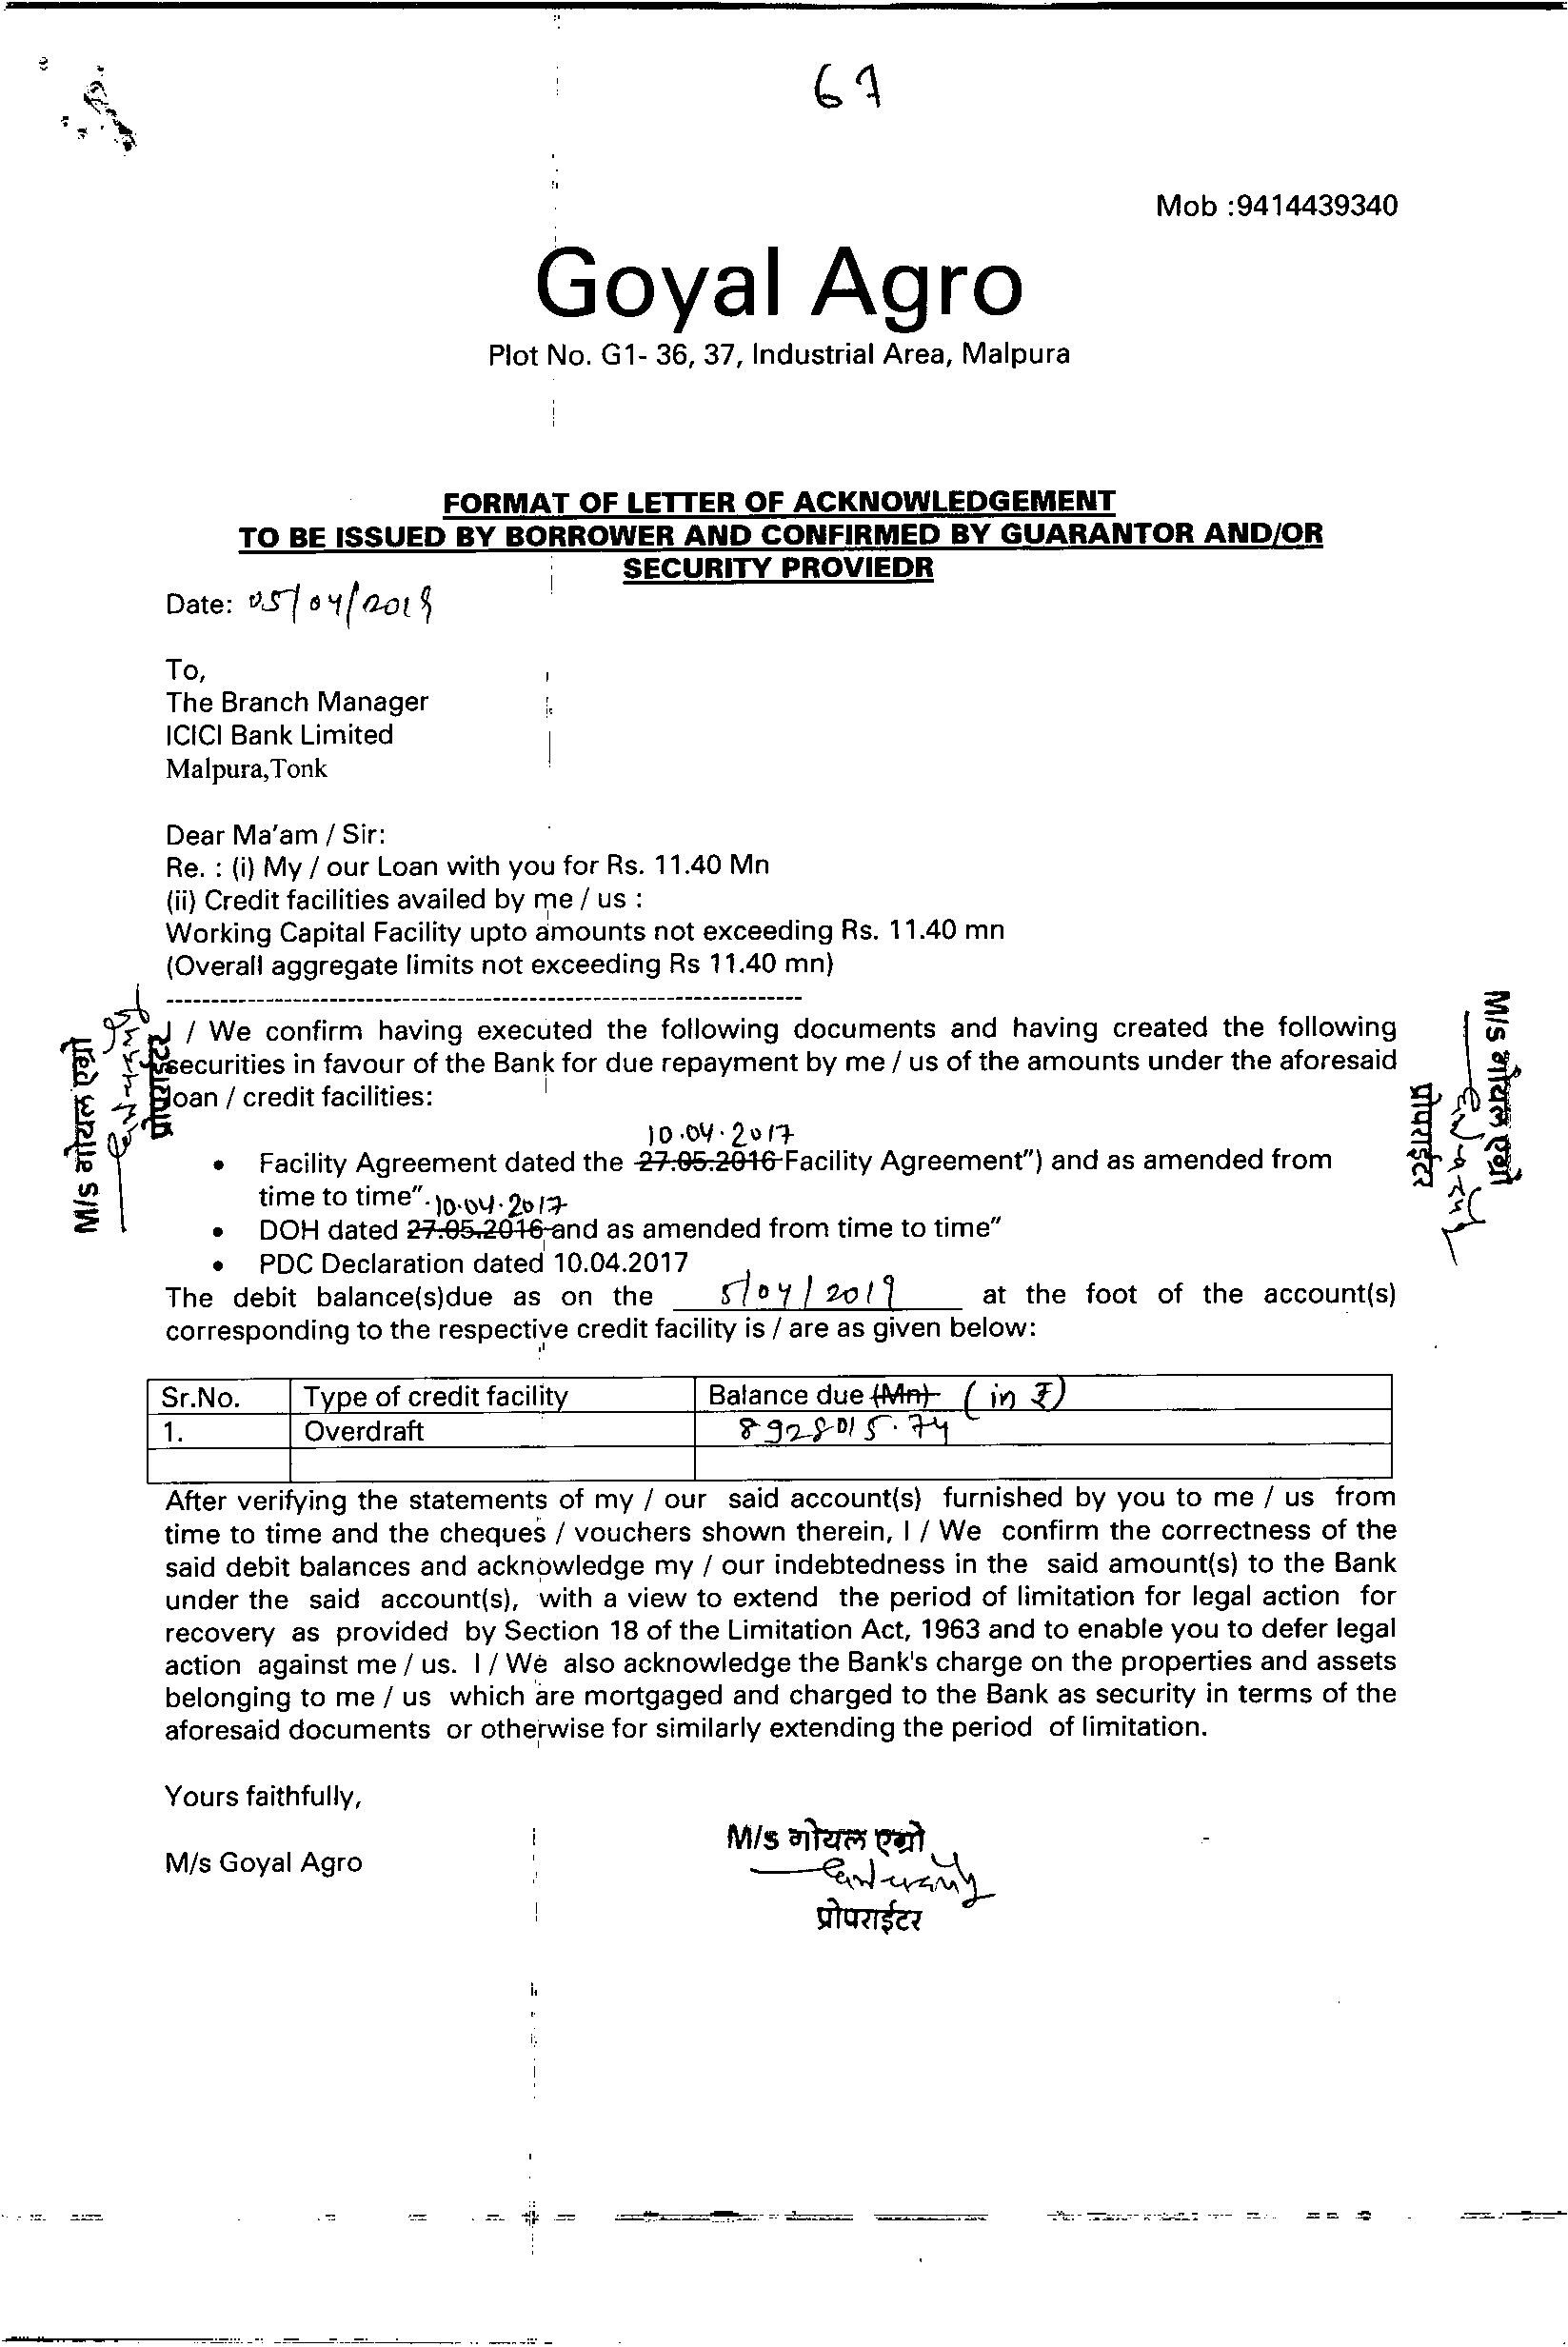 67
Mob :9414439340
Goyal Agro
Plot No. G1- 36, 37, Industrial Area, Malpura
FORMAT OF LETTER OF ACKNOWLEDGEMENT
TO BE ISSUED BY BORROWER AND CONFIRMED BY GUARANTOR AND/OR
SECURITY PROVIEDR
Date: 05/04/2019
To,
The Branch Manager
ICICI Bank Limited
Malpura,Tonk
Dear Ma'am / Sir:
Re. : (i) My / our Loan with you for Rs. 11.40 Mn
(ii) Credit facilities availed by me / us :
Working Capital Facility upto amounts not exceeding Rs. 11.40 mn
(Overall aggregate limits not exceeding Rs 11.40 mn)
-----------------------------------------------------------------------
I / We confirm having executed the following documents and having created the following
securities in favour of the Bank for due repayment by me / us of the amounts under the aforesaid
loan / credit facilities:
M/s गोयल एग्रो
प्रोपराईटर
M/s गोयल एग्रो
प्रोपराईटर
10.04.2017
• Facility Agreement dated the 27.05.2016 Facility Agreement") and as amended from
time to time". 10.04.2017
• DOH dated 27.05.2016 and as amended from time to time"
• PDC Declaration dated 10.04.2017
The debit balance(s)due as on the 5/04/2019 at the foot of the account(s)
corresponding to the respective credit facility is / are as given below:
Sr.No. Type of credit facility Balance due (Mn) (in ₹)
1. Overdraft 8928015.74
After verifying the statements of my / our said account(s) furnished by you to me / us from
time to time and the cheques / vouchers shown therein, I / We confirm the correctness of the
said debit balances and acknowledge my / our indebtedness in the said amount(s) to the Bank
under the said account(s), with a view to extend the period of limitation for legal action for
recovery as provided by Section 18 of the Limitation Act, 1963 and to enable you to defer legal
action against me / us. I / We also acknowledge the Bank's charge on the properties and assets
belonging to me / us which are mortgaged and charged to the Bank as security in terms of the
aforesaid documents or otherwise for similarly extending the period of limitation.
Yours faithfully,
M/s Goyal Agro
M/s गोयल एग्रो
प्रोपराईटर